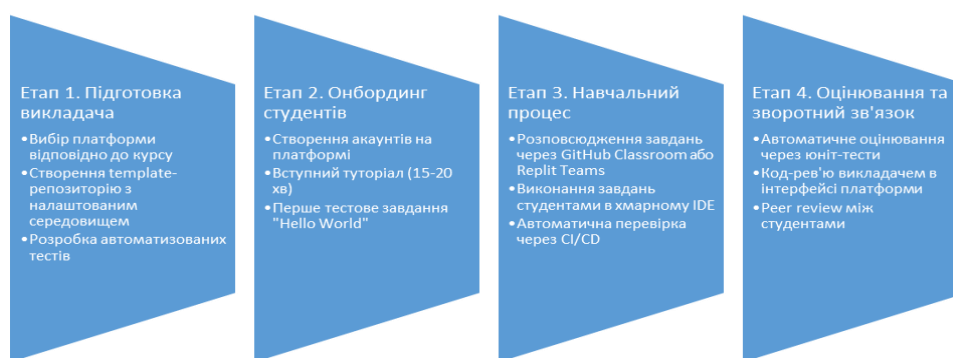 Етап 1. Підготовка
викладача
•Вибір платформи
відповідно до курсу
•Створення template-
репозиторію з
налаштованим
середовищем
•Розробка автоматизованих
тестів
Етап 2. Онбординг
студентів
•Створення акаунтів на
платформі
•Вступний туторіал (15-20
хв)
•Перше тестове завдання
"Hello World"
Етап 3. Навчальний
процес
•Розповсюдження завдань
через GitHub Classroom або
Replit Teams
•Виконання завдань
студентами в хмарному IDE
•Автоматична перевірка
через CI/CD
Етап 4. Оцінювання та
зворотний зв'язок
•Автоматичне оцінювання
через юніт-тести
•Код-рев'ю викладачем в
інтерфейсі платформи
•Peer review між
студентами